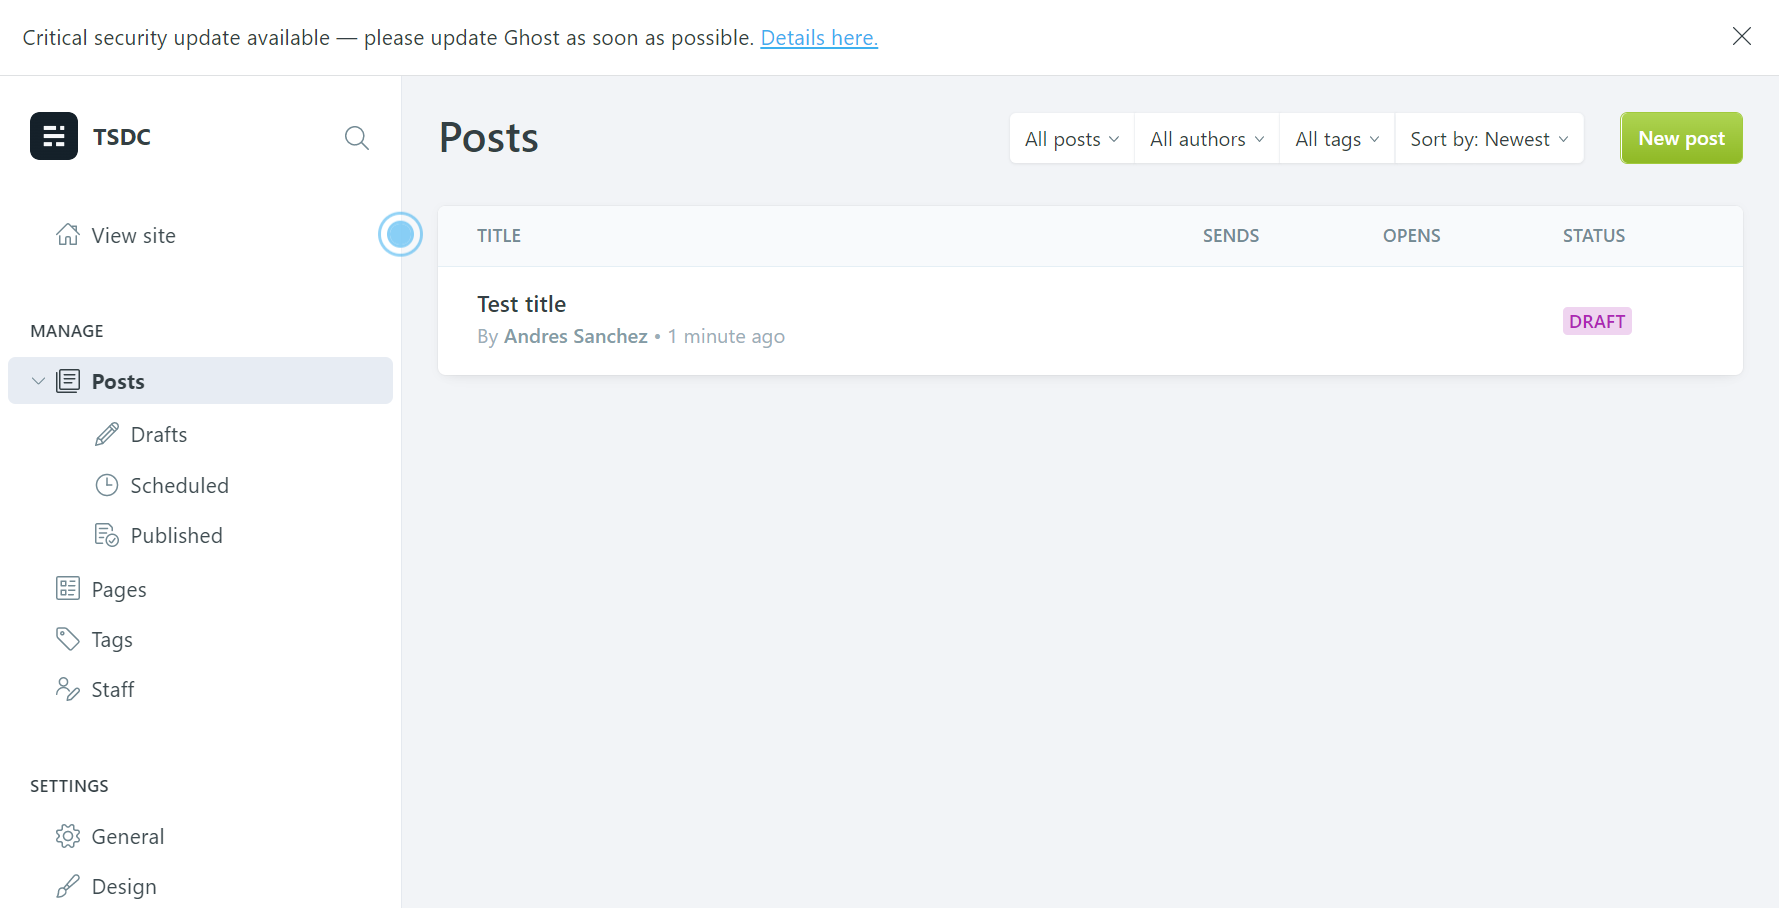 Critical security update available — please update Ghost as soon as possible. Details here.
TSDC
View site
MANAGE
Posts
Drafts
Scheduled
Published
Pages
Tags
Staff
SETTINGS
General
Design
Posts
All posts
All authors
All tags
Sort by: Newest
New post
TITLE SENDS OPENS STATUS
Test title
By Andres Sanchez • 1 minute ago
DRAFT